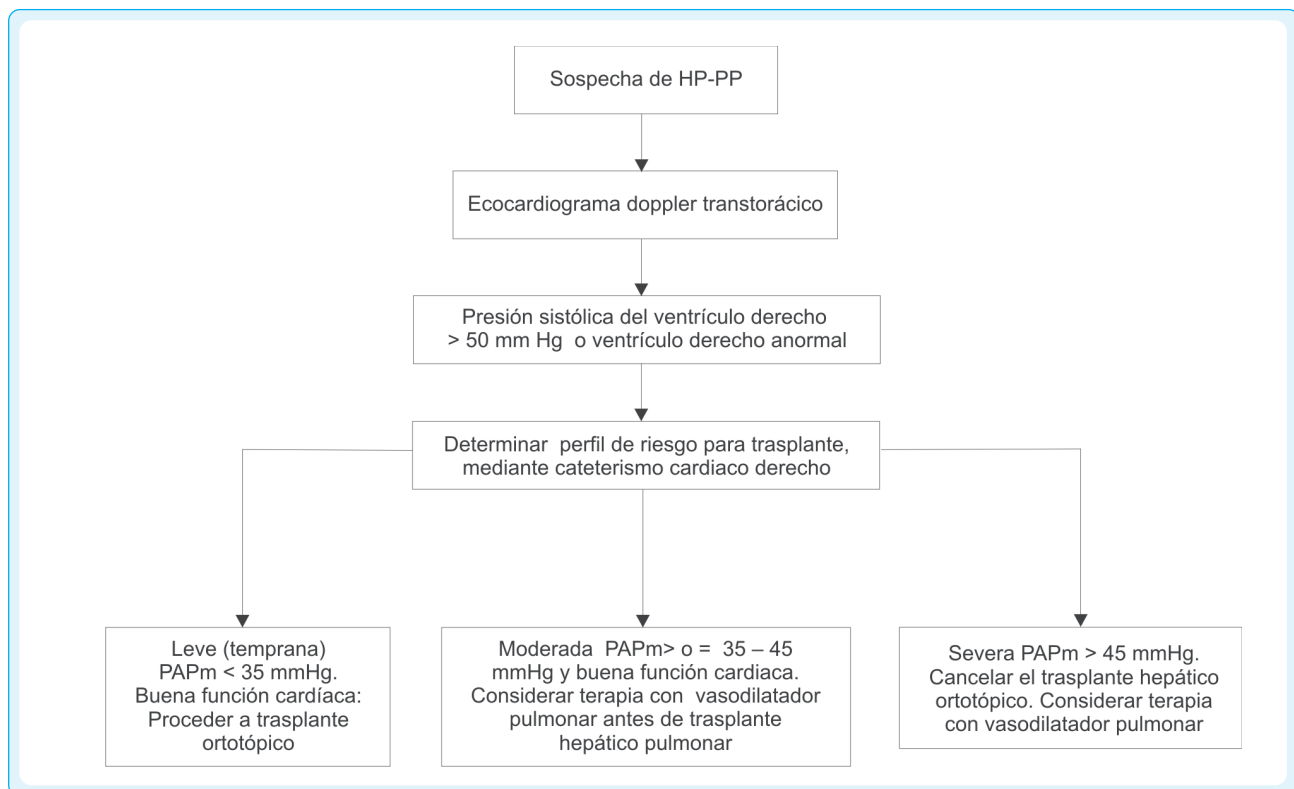 Sospecha de HP-PP
Ecocardiograma doppler transtorácico
Presión sistólica del ventrículo derecho
> 50 mm Hg o ventrículo derecho anormal
Determinar perfil de riesgo para trasplante,
mediante cateterismo cardiaco derecho
Leve (temprana)
PAPm < 35 mmHg.
Buena función cardíaca:
Proceder a trasplante
ortotópico
Moderada PAPm> o = 35 – 45
mmHg y buena función cardiaca.
Considerar terapia con vasodilatador
pulmonar antes de trasplante
hepático pulmonar
Severa PAPm > 45 mmHg.
Cancelar el trasplante hepático
ortotópico. Considerar terapia
con vasodilatador pulmonar